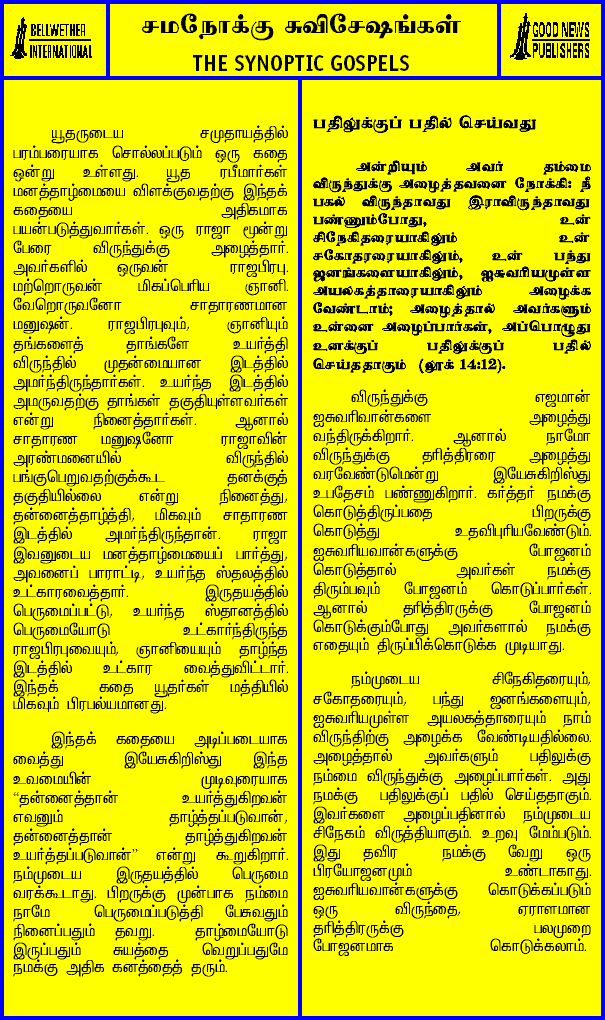 BELLWETHER
INTERNATIONAL
சமநோக்கு சுவிசேஷங்கள்
THE SYNOPTIC GOSPELS
GOOD NEWS
PUBLISHERS
யூதருடைய சமுதாயத்தில்
பரம்பரையாக சொல்லப்படும் ஒரு கதை
ஒன்று உள்ளது. யூத ரபீமார்கள்
மனத்தாழ்மையை விளக்குவதற்கு இந்தக்
கதையை அதிகமாக
பயன்படுத்துவார்கள். ஒரு ராஜா மூன்று
பேரை விருந்துக்கு அழைத்தார்.
அவர்களில் ஒருவன் ராஜபிரபு.
மற்றொருவன் மிகப்பெரிய ஞானி.
வேறொருவனோ சாதாரணமான
மனுஷன். ராஜபிரபுவும், ஞானியும்
தங்களைத் தாங்களே உயர்த்தி
விருந்தில் முதன்மையான இடத்தில்
அமர்ந்திருந்தார்கள். உயர்ந்த இடத்தில்
அமருவதற்கு தாங்கள் தகுதியுள்ளவர்கள்
என்று நினைத்தார்கள். ஆனால்
சாதாரண மனுஷனோ ராஜாவின்
அரண்மனையில் விருந்தில்
பங்குபெறுவதற்குக்கூட தனக்குத்
தகுதியில்லை என்று நினைத்து,
தன்னைத்தாழ்த்தி, மிகவும் சாதாரண
இடத்தில் அமர்ந்திருந்தான். ராஜா
இவனுடைய மனத்தாழ்மையைப் பார்த்து,
அவனைப் பாராட்டி, உயர்ந்த ஸ்தலத்தில்
உட்காரவைத்தார். இருதயத்தில்
பெருமைப்பட்டு, உயர்ந்த ஸ்தானத்தில்
பெருமையோடு உட்கார்ந்திருந்த
ராஜபிரபுவையும், ஞானியையும் தாழ்ந்த
இடத்தில் உட்கார வைத்துவிட்டார்.
இந்தக் கதை யூதர்கள் மத்தியில்
மிகவும் பிரபல்யமானது.
இந்தக் கதையை அடிப்படையாக
வைத்து இயேசுகிறிஸ்து இந்த
உவமையின் முடிவுரையாக
“தன்னைத்தான் உயர்த்துகிறவன்
எவனும் தாழ்த்தப்படுவான்,
தன்னைத்தான் தாழ்த்துகிறவன்
உயர்த்தப்படுவான்” என்று கூறுகிறார்.
நம்முடைய இருதயத்தில் பெருமை
வரக்கூடாது. பிறருக்கு முன்பாக நம்மை
நாமே பெருமைப்படுத்தி பேசுவதும்
நினைப்பதும் தவறு. தாழ்மையோடு
இருப்பதும் சுயத்தை வெறுப்பதுமே
நமக்கு அதிக கனத்தைத் தரும்.
பதிலுக்குப் பதில் செய்வது
அன்றியும் அவர் தம்மை
விருந்துக்கு அழைத்தவனை நோக்கி: நீ
பகல் விருந்தாவது இராவிருந்தாவது
பண்ணும்போது, உன்
சிநேகிதரையாகிலும் உன்
சகோதரரையாகிலும், உன் பந்து
ஜனங்களையாகிலும், ஐசுவரியமுள்ள
அயலகத்தாரையாகிலும் அழைக்க
வேண்டாம்; அழைத்தால் அவர்களும்
உன்னை அழைப்பார்கள், அப்பொழுது
உனக்குப் பதிலுக்குப் பதில்
செய்ததாகும் (லூக் 14:12).
விருந்துக்கு எஜமான்
ஐசுவரிவான்களை அழைத்து
வந்திருக்கிறார். ஆனால் நாமோ
விருந்துக்கு தரித்திரரை அழைத்து
வரவேண்டுமென்று இயேசுகிறிஸ்து
உபதேசம் பண்ணுகிறார். கர்த்தர் நமக்கு
கொடுத்திருப்பதை பிறருக்கு
கொடுத்து உதவிபுரியவேண்டும்.
ஐசுவரியவான்களுக்கு போஜனம்
கொடுத்தால் அவர்கள் நமக்கு
திரும்பவும் போஜனம் கொடுப்பார்கள்.
ஆனால் தரித்திரருக்கு போஜனம்
கொடுக்கும்போது அவர்களால் நமக்கு
எதையும் திருப்பிக்கொடுக்க முடியாது.
நம்முடைய சிநேகிதரையும்,
சகோதரரையும், பந்து ஜனங்களையும்,
ஐசுவரியமுள்ள அயலகத்தாரையும் நாம்
விருந்திற்கு அழைக்க வேண்டியதில்லை.
அழைத்தால் அவர்களும் பதிலுக்கு
நம்மை விருந்துக்கு அழைப்பார்கள். அது
நமக்கு பதிலுக்குப் பதில் செய்ததாகும்.
இவர்களை அழைப்பதினால் நம்முடைய
சிநேகம் விருத்தியாகும். உறவு மேம்படும்.
இது தவிர நமக்கு வேறு ஒரு
பிரயோஜனமும் உண்டாகாது.
ஐசுவரியவான்களுக்கு கொடுக்கப்படும்
ஒரு விருந்தை, ஏராளமான
தரித்திரருக்கு பலமுறை
போஜனமாக கொடுக்கலாம்.